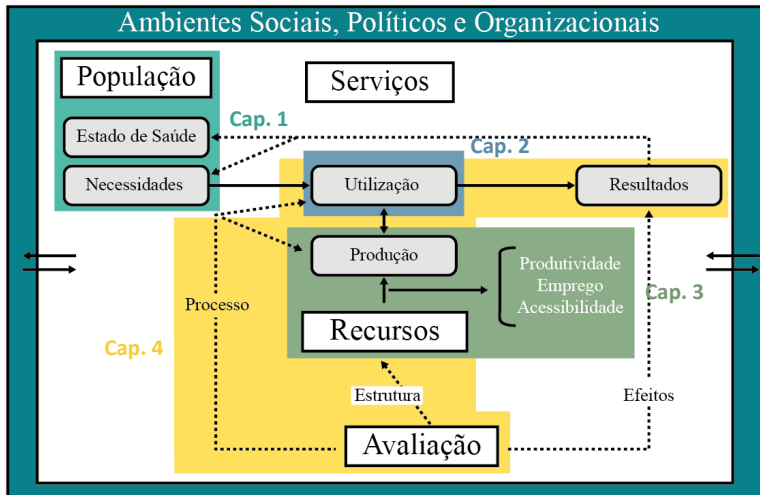 Ambientes Sociais, Políticos e Organizacionais
População
Serviços
Cap. 1
Estado de Saúde
Cap. 2
Necessidades
Utilização
Resultados
Produção
Produtividade
Emprego
Acessibilidade
Cap. 3
Processo
Recursos
Cap. 4
Estrutura
Efeitos
Avaliação